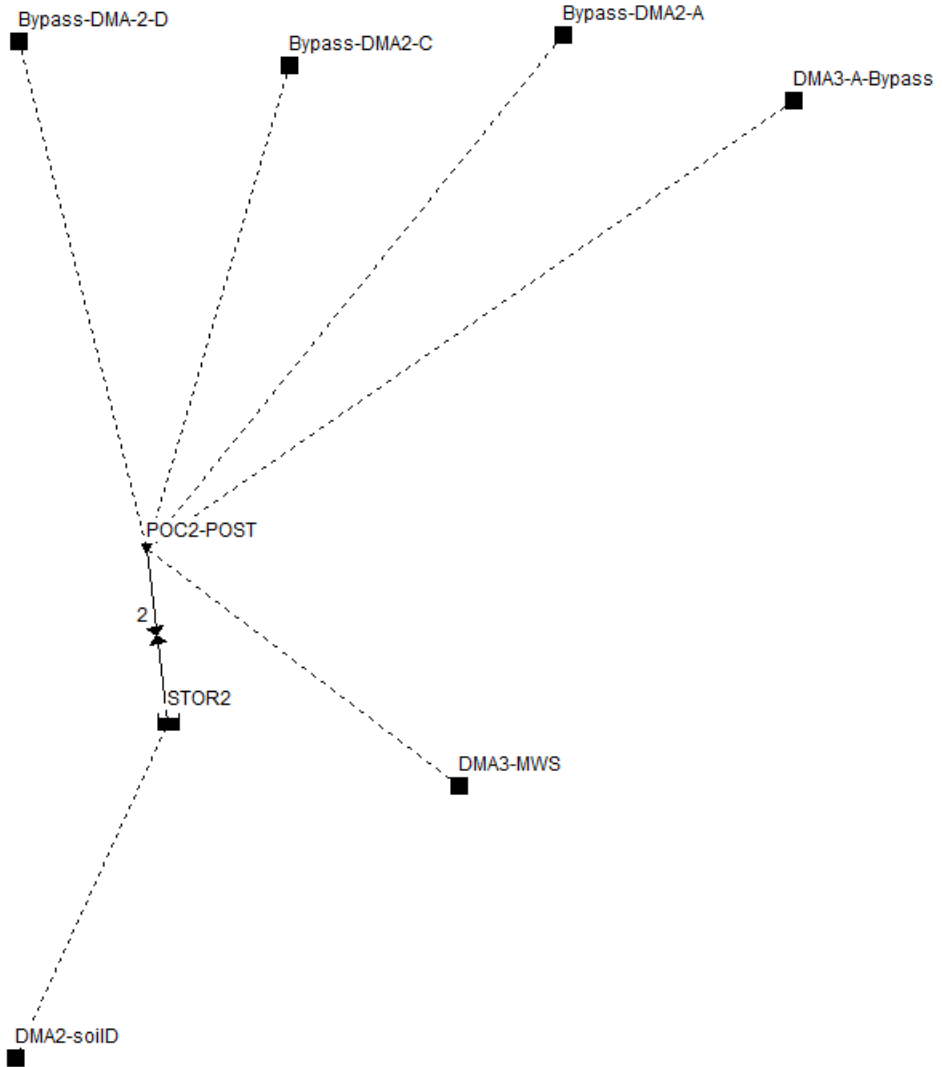 Bypass-DMA-2-D
Bypass-DMA2-C
Bypass-DMA2-A
DMA3-A-Bypass
POC2-POST
2
STOR2
DMA3-MWS
DMA2-soilD